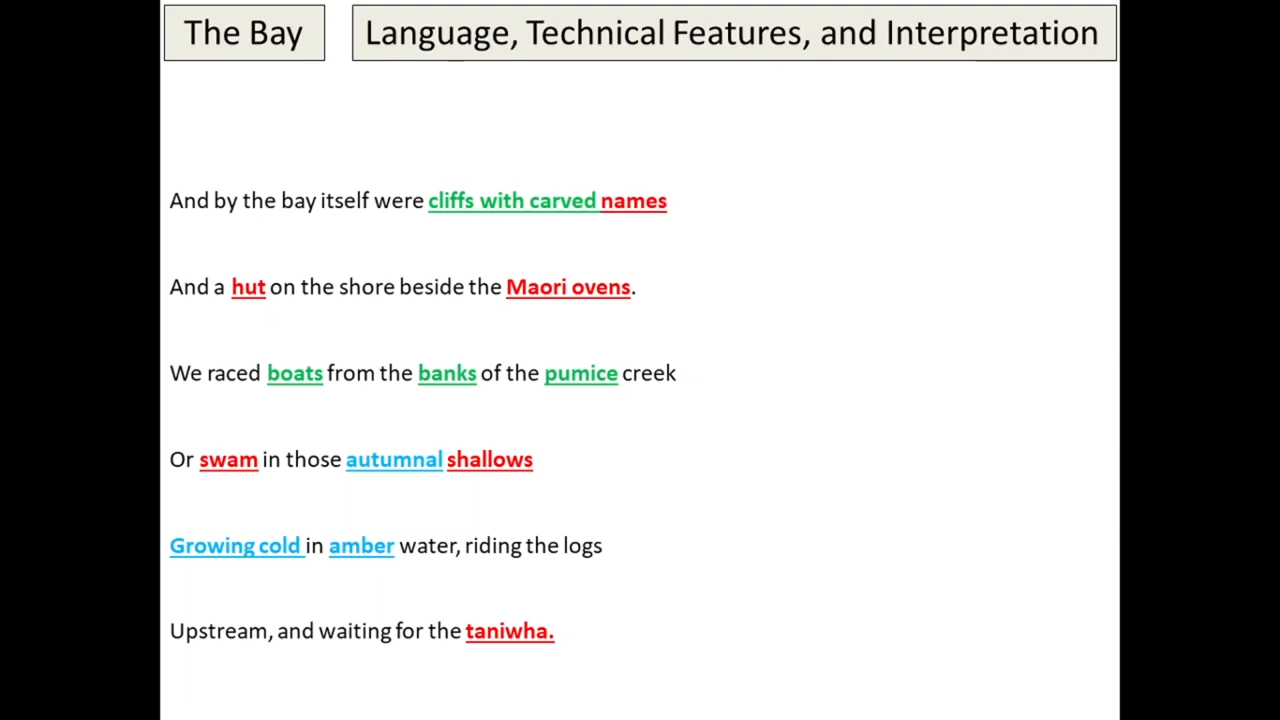 The Bay
Language, Technical Features, and Interpretation
And by the bay itself were cliffs with carved names
And a hut on the shore beside the Maori ovens.
We raced boats from the banks of the pumice creek
Or swam in those autumnal shallows
Growing cold in amber water, riding the logs
Upstream, and waiting for the taniwha.